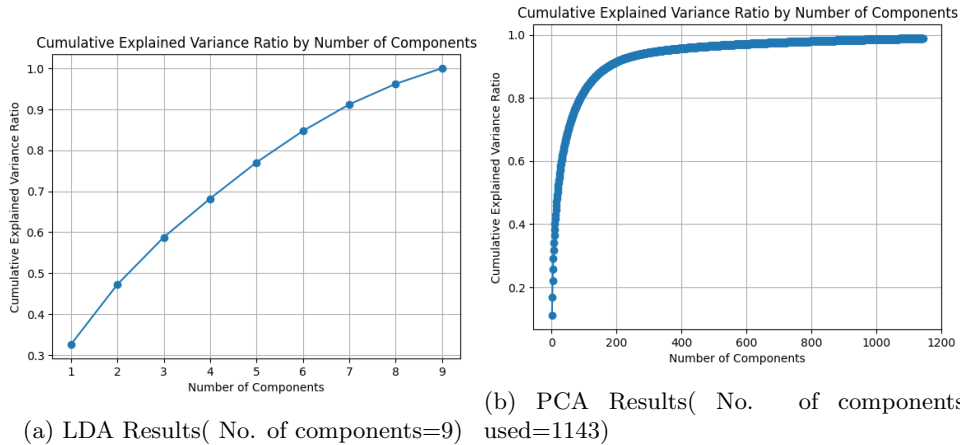 Cumulative Explained Variance Ratio by Number of Components
1.0
0.9
0.8
0.7
0.6
0.5
0.4
0.3
Cumulative Explained Variance Ratio
1 2 3 4 5 6 7 8 9
Number of Components
(a) LDA Results( No. of components=9)
Cumulative Explained Variance Ratio by Number of Components
1.0
0.8
0.6
0.4
0.2
Cumulative Explained Variance Ratio
0 200 400 600 800 1000 1200
Number of Components
(b) PCA Results( No. of components
used=1143)